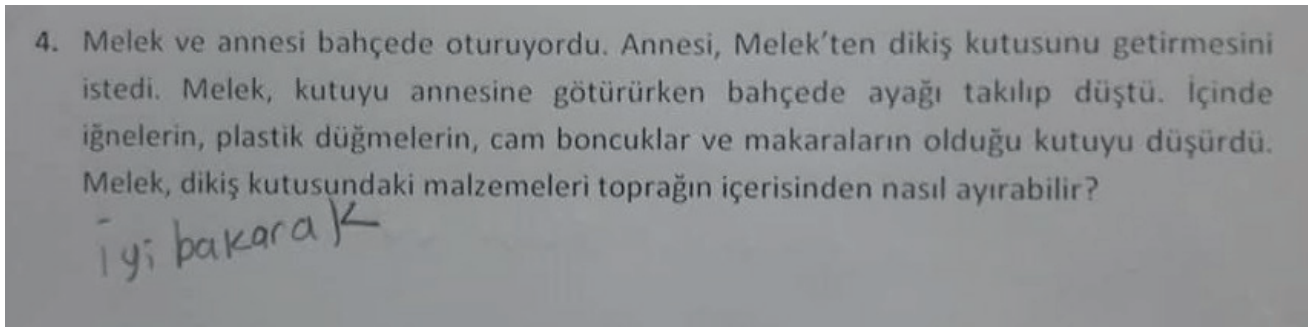 4. Melek ve annesi bahçede oturuyordu. Annesi, Melek'ten dikiş kutusunu getirmesini
istedi. Melek, kutuyu annesine götürürken bahçede ayağı takılıp düştü. İçinde
iğnelerin, plastik düğmelerin, cam boncuklar ve makaraların olduğu kutuyu düşürdü.
Melek, dikiş kutusundaki malzemeleri toprağın içerisinden nasıl ayırabilir?
iyi bakarak